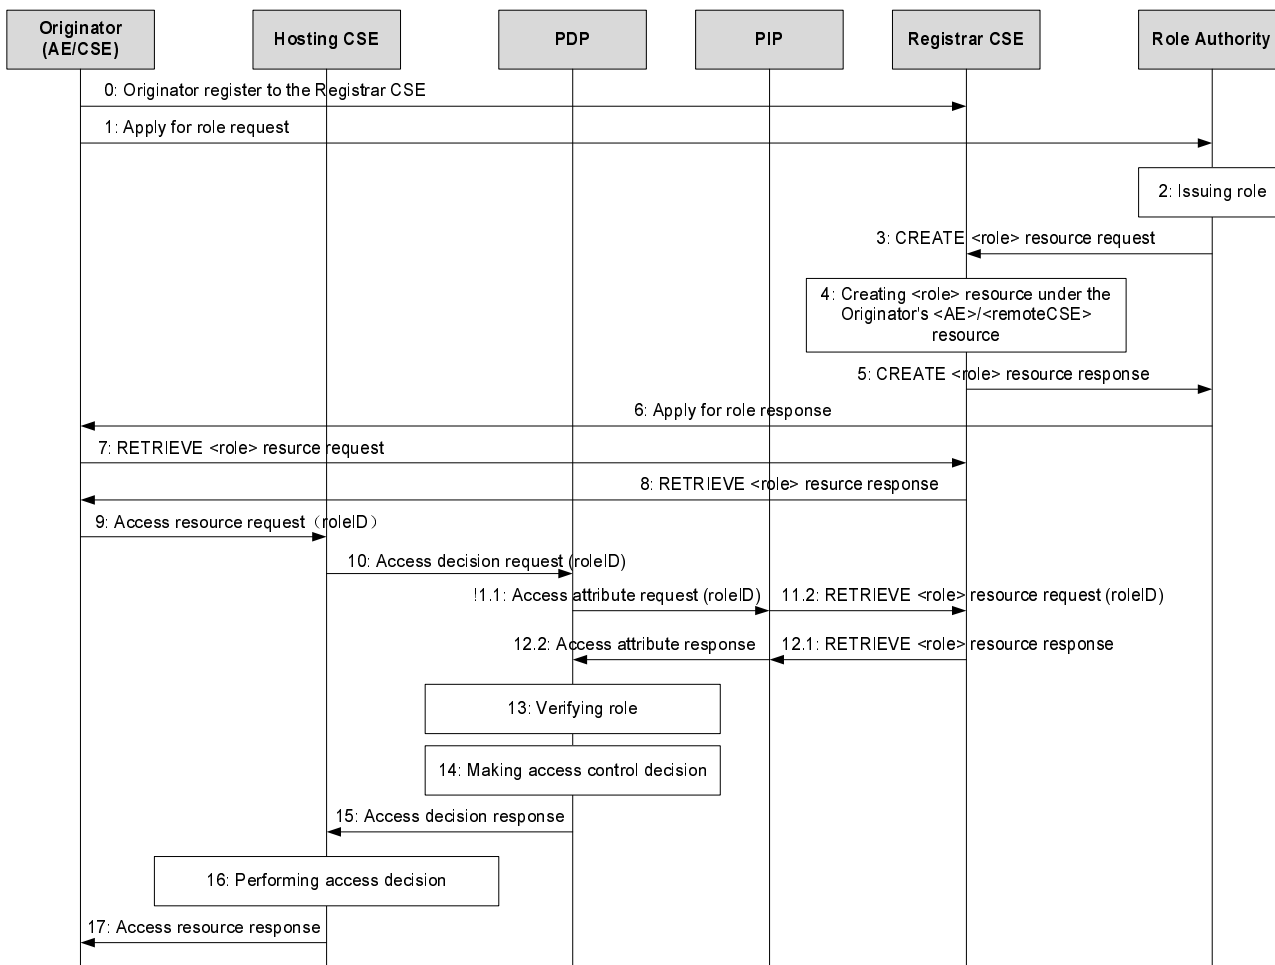 Originator
(AE/CSE)
Hosting CSE
PDP
PIP
Registrar CSE
Role Authority
0: Originator register to the Registrar CSE
1: Apply for role request
2: Issuing role
3: CREATE <role> resource request
4: Creating <role> resource under the
Originator's <AE>/<remoteCSE>
resource
5: CREATE <role> resource response
6: Apply for role response
7: RETRIEVE <role> resurce request
8: RETRIEVE <role> resurce response
9: Access resource request（roleID）
10: Access decision request (roleID)
!1.1: Access attribute request (roleID)
11.2: RETRIEVE <role> resource request (roleID)
12.2: Access attribute response
12.1: RETRIEVE <role> resource response
13: Verifying role
14: Making access control decision
15: Access decision response
16: Performing access decision
17: Access resource response